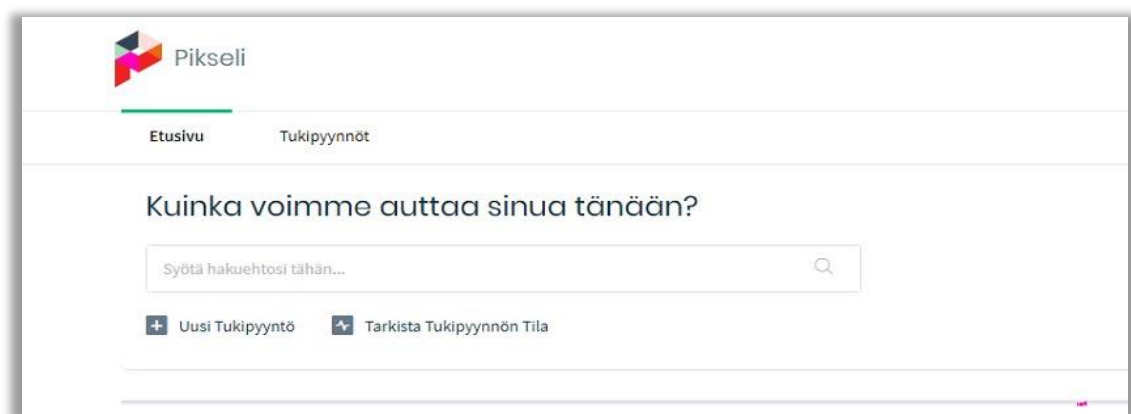 Pikseli
Etusivu Tukipyynnöt
Kuinka voimme auttaa sinua tänään?
Syötä hakuehtosi tähän...
Uusi Tukipyyntö Tarkista Tukipyynnön Tila